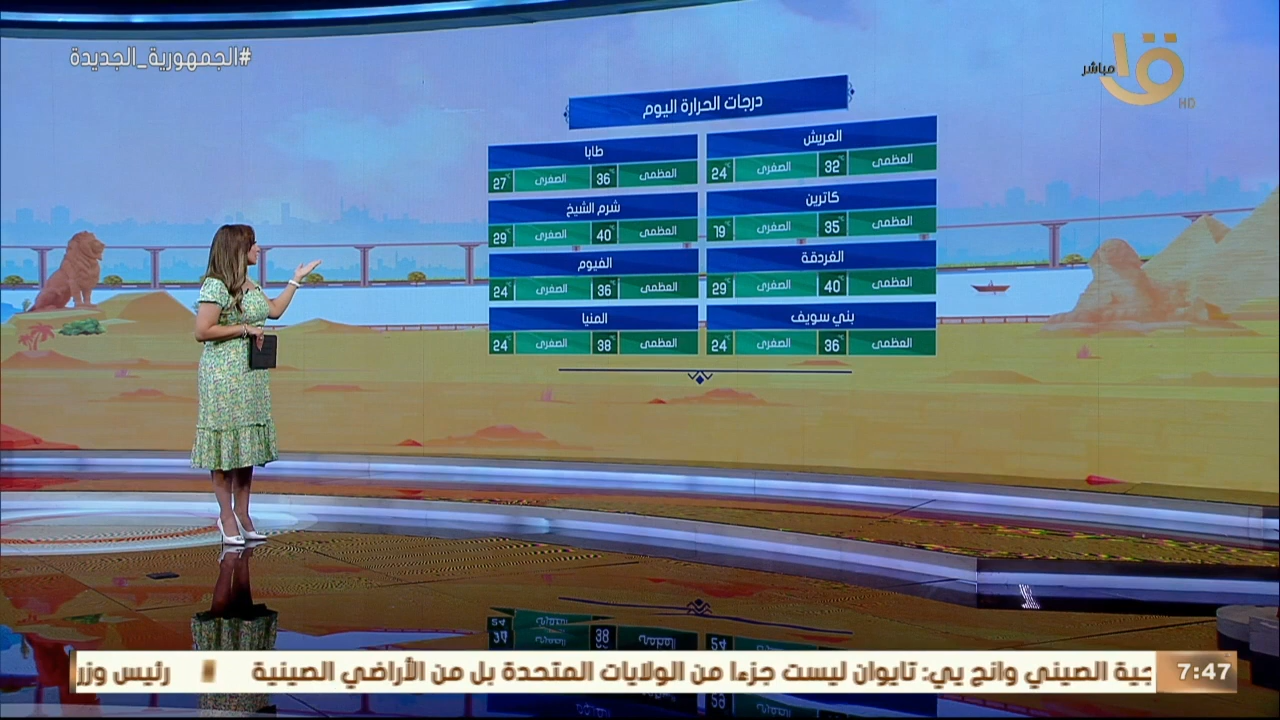 #الجمهورية_الجديدة
مباشر
HD
درجات الحرارة اليوم
العريش
العظمى 32°c الصغرى 24°c
طابا
العظمى 36°c الصغرى 27°c
كاترين
العظمى 35°c الصغرى 19°c
شرم الشيخ
العظمى 40°c الصغرى 29°c
الغردقة
العظمى 40°c الصغرى 29°c
الفيوم
العظمى 36°c الصغرى 24°c
بني سويف
العظمى 36°c الصغرى 24°c
المنيا
العظمى 38°c الصغرى 24°c
7:47 جية الصيني وانج يي: تايوان ليست جزءا من الولايات المتحدة بل من الأراضي الصينية رئيس وزر